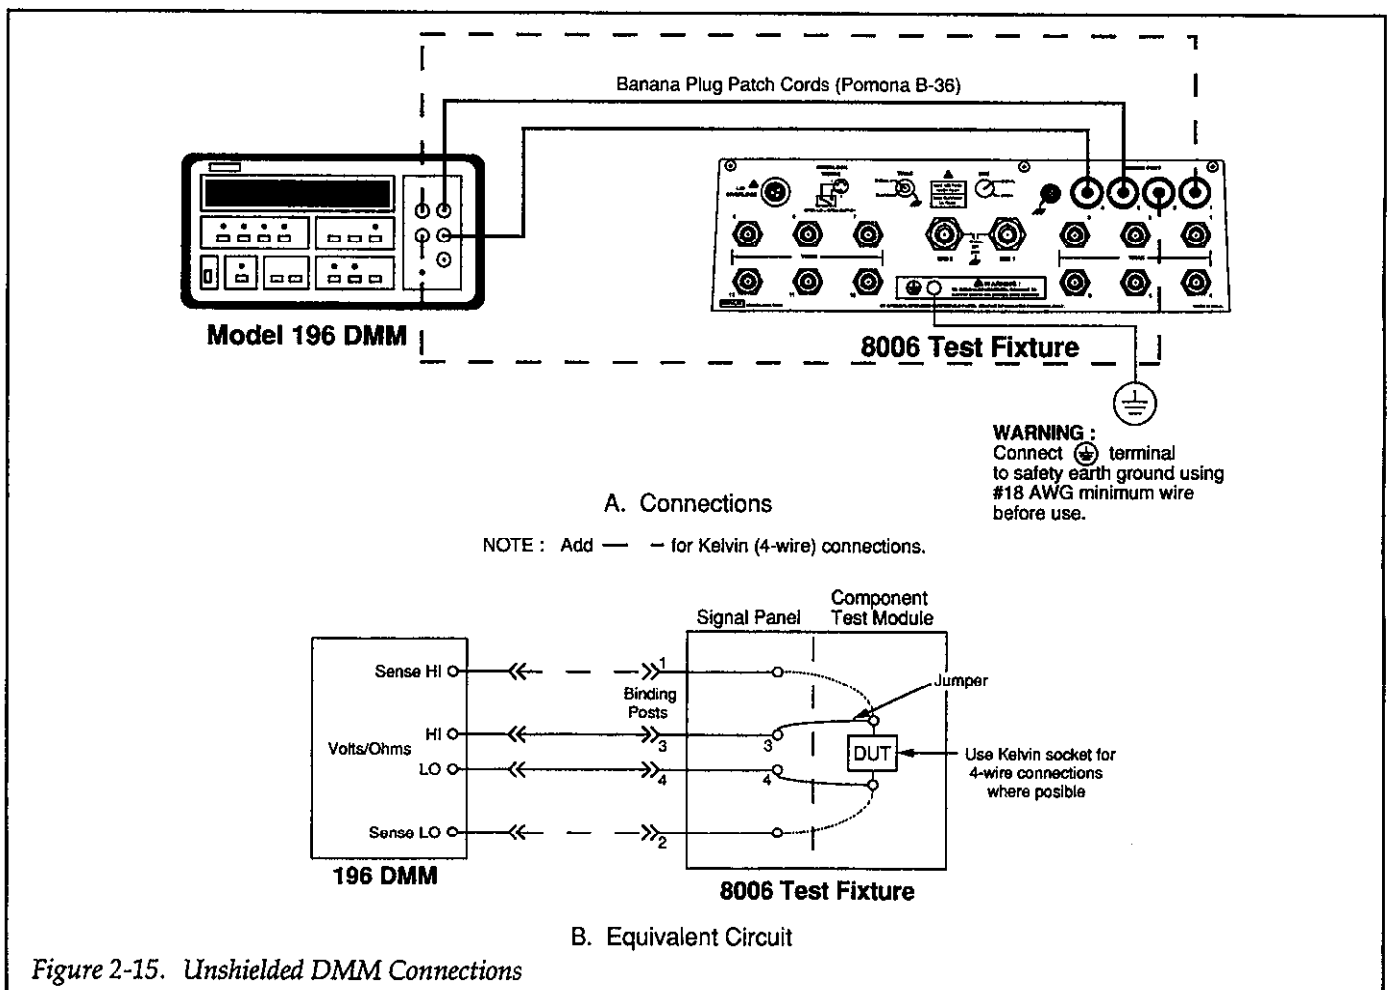 Banana Plug Patch Cords (Pomona B-36)
Model 196 DMM
8006 Test Fixture
WARNING :
Connect terminal
to safety earth ground using
#18 AWG minimum wire
before use.
A. Connections
NOTE : Add — – for Kelvin (4-wire) connections.
Signal Panel
Component
Test Module
Sense HI
1
Binding
Posts
Jumper
Volts/Ohms
HI
3
3
LO
4
4
DUT
Use Kelvin socket for
4-wire connections
where posible
Sense LO
2
196 DMM
8006 Test Fixture
B. Equivalent Circuit
Figure 2-15. Unshielded DMM Connections